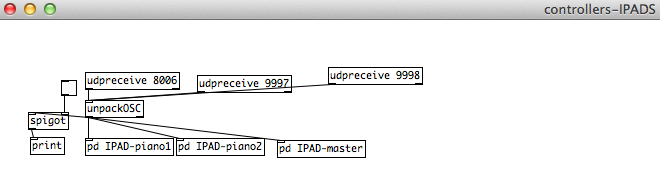 controllers-IPADS
udpreceive 8006
udpreceive 9997
udpreceive 9998
unpackOSC
spigot
print
pd IPAD-piano1
pd IPAD-piano2
pd IPAD-master